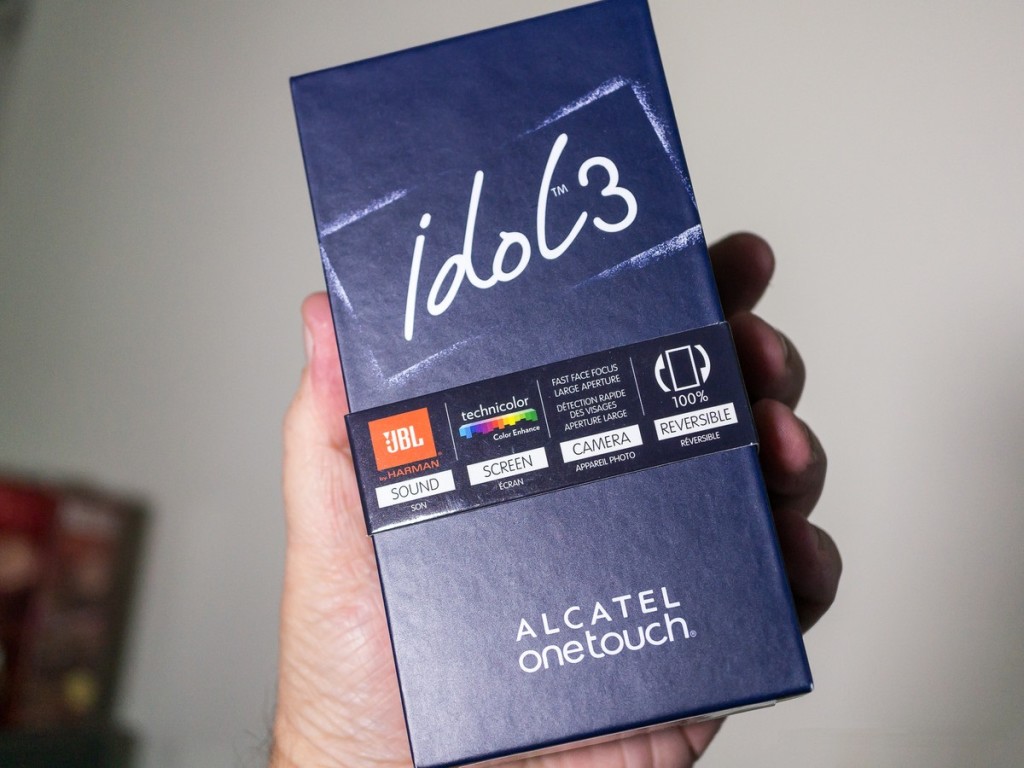 idol™3
JBL
by HARMAN®
SOUND
SON
technicolor
Color Enhance
SCREEN
ÉCRAN
FAST FACE FOCUS
LARGE APERTURE
DÉTECTION RAPIDE
DES VISAGES
APERTURE LARGE
CAMERA
APPAREIL PHOTO
100%
REVERSIBLE
RÉVERSIBLE
ALCATEL
onetouch®